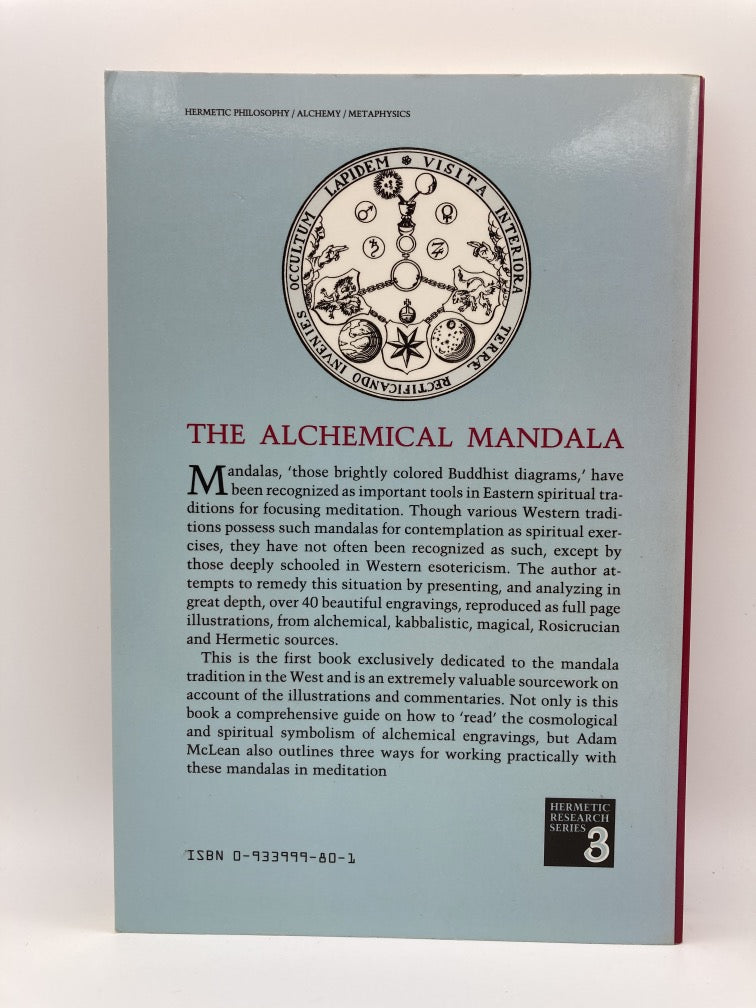 HERMETIC PHILOSOPHY / ALCHEMY / METAPHYSICS
VISITA INTERIORA TERRÆ RECTIFICANDO INVENIES OCCULTUM LAPIDEM
THE ALCHEMICAL MANDALA
Mandalas, ‘those brightly colored Buddhist diagrams,’ have
been recognized as important tools in Eastern spiritual tra-
ditions for focusing meditation. Though various Western tradi-
tions possess such mandalas for contemplation as spiritual exer-
cises, they have not often been recognized as such, except by
those deeply schooled in Western esotericism. The author at-
tempts to remedy this situation by presenting, and analyzing in
great depth, over 40 beautiful engravings, reproduced as full page
illustrations, from alchemical, kabbalistic, magical, Rosicrucian
and Hermetic sources.
This is the first book exclusively dedicated to the mandala
tradition in the West and is an extremely valuable sourcework on
account of the illustrations and commentaries. Not only is this
book a comprehensive guide on how to ‘read’ the cosmological
and spiritual symbolism of alchemical engravings, but Adam
McLean also outlines three ways for working practically with
these mandalas in meditation
HERMETIC
RESEARCH
SERIES 3
ISBN 0-933999-80-1